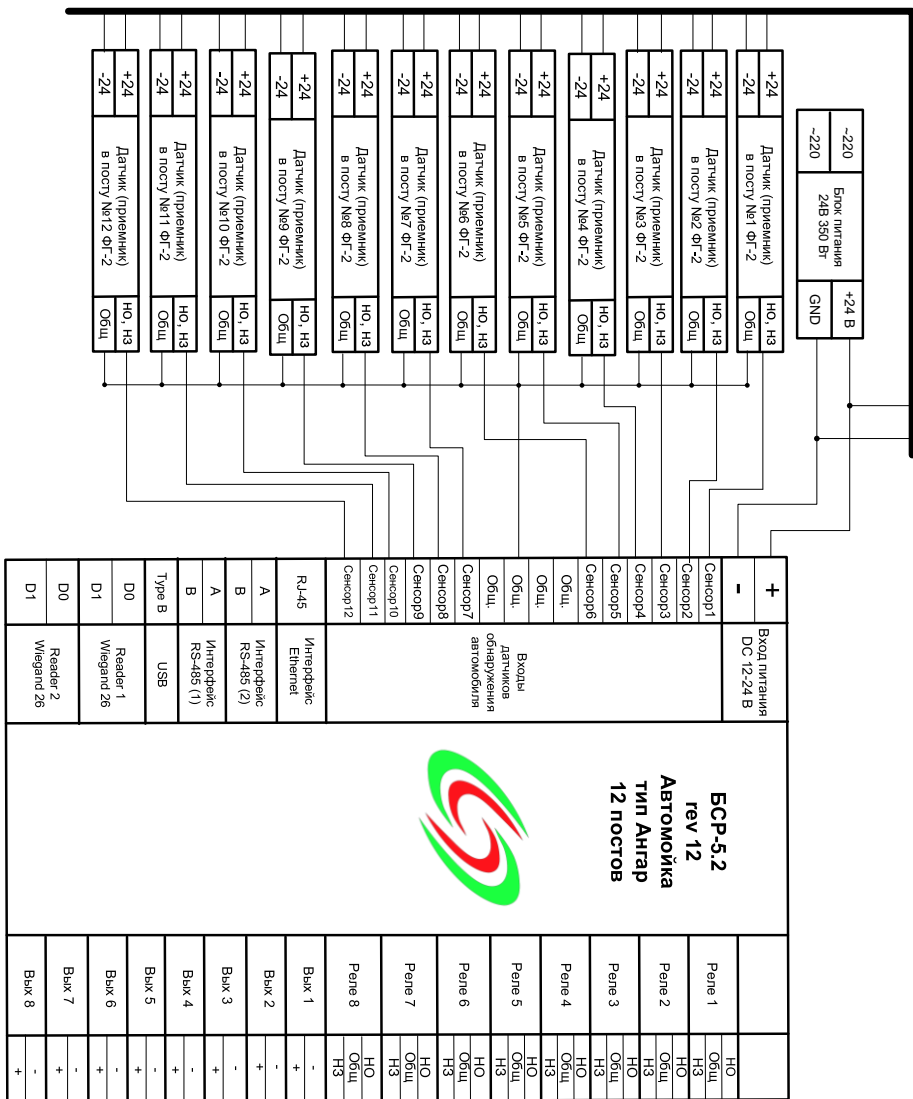 ~220
~220
Блок питания
24В 350 Вт
+24 В
GND
+24
-24
Датчик (приемник)
в посту №1 ФГ-2
но, нз
Общ
+24
-24
Датчик (приемник)
в посту №2 ФГ-2
но, нз
Общ
+24
-24
Датчик (приемник)
в посту №3 ФГ-2
но, нз
Общ
+24
-24
Датчик (приемник)
в посту №4 ФГ-2
но, нз
Общ
+24
-24
Датчик (приемник)
в посту №5 ФГ-2
но, нз
Общ
+24
-24
Датчик (приемник)
в посту №6 ФГ-2
но, нз
Общ
+24
-24
Датчик (приемник)
в посту №7 ФГ-2
но, нз
Общ
+24
-24
Датчик (приемник)
в посту №8 ФГ-2
но, нз
Общ
+24
-24
Датчик (приемник)
в посту №9 ФГ-2
но, нз
Общ
+24
-24
Датчик (приемник)
в посту №10 ФГ-2
но, нз
Общ
+24
-24
Датчик (приемник)
в посту №11 ФГ-2
но, нз
Общ
+24
-24
Датчик (приемник)
в посту №12 ФГ-2
но, нз
Общ
+
-
Вход питания
DC 12-24 В
Сенсор1
Сенсор2
Сенсор3
Сенсор4
Сенсор5
Сенсор6
Общ.
Общ.
Общ.
Общ.
Сенсор7
Сенсор8
Сенсор9
Сенсор10
Сенсор11
Сенсор12
Входы
датчиков
обнаружения
автомобиля
RJ-45
Интерфейс
Ethernet
A
B
Интерфейс
RS-485 (2)
A
B
Интерфейс
RS-485 (1)
Type B
USB
D0
D1
Reader 1
Wiegand 26
D0
D1
Reader 2
Wiegand 26
БСР-5.2
rev 12
Автомойка
тип Ангар
12 постов
Реле 1
НО
Общ
НЗ
Реле 2
НО
Общ
НЗ
Реле 3
НО
Общ
НЗ
Реле 4
НО
Общ
НЗ
Реле 5
НО
Общ
НЗ
Реле 6
НО
Общ
НЗ
Реле 7
НО
Общ
НЗ
Реле 8
НО
Общ
НЗ
Вых 1
-
+
Вых 2
-
+
Вых 3
-
+
Вых 4
-
+
Вых 5
-
+
Вых 6
-
+
Вых 7
-
+
Вых 8
-
+